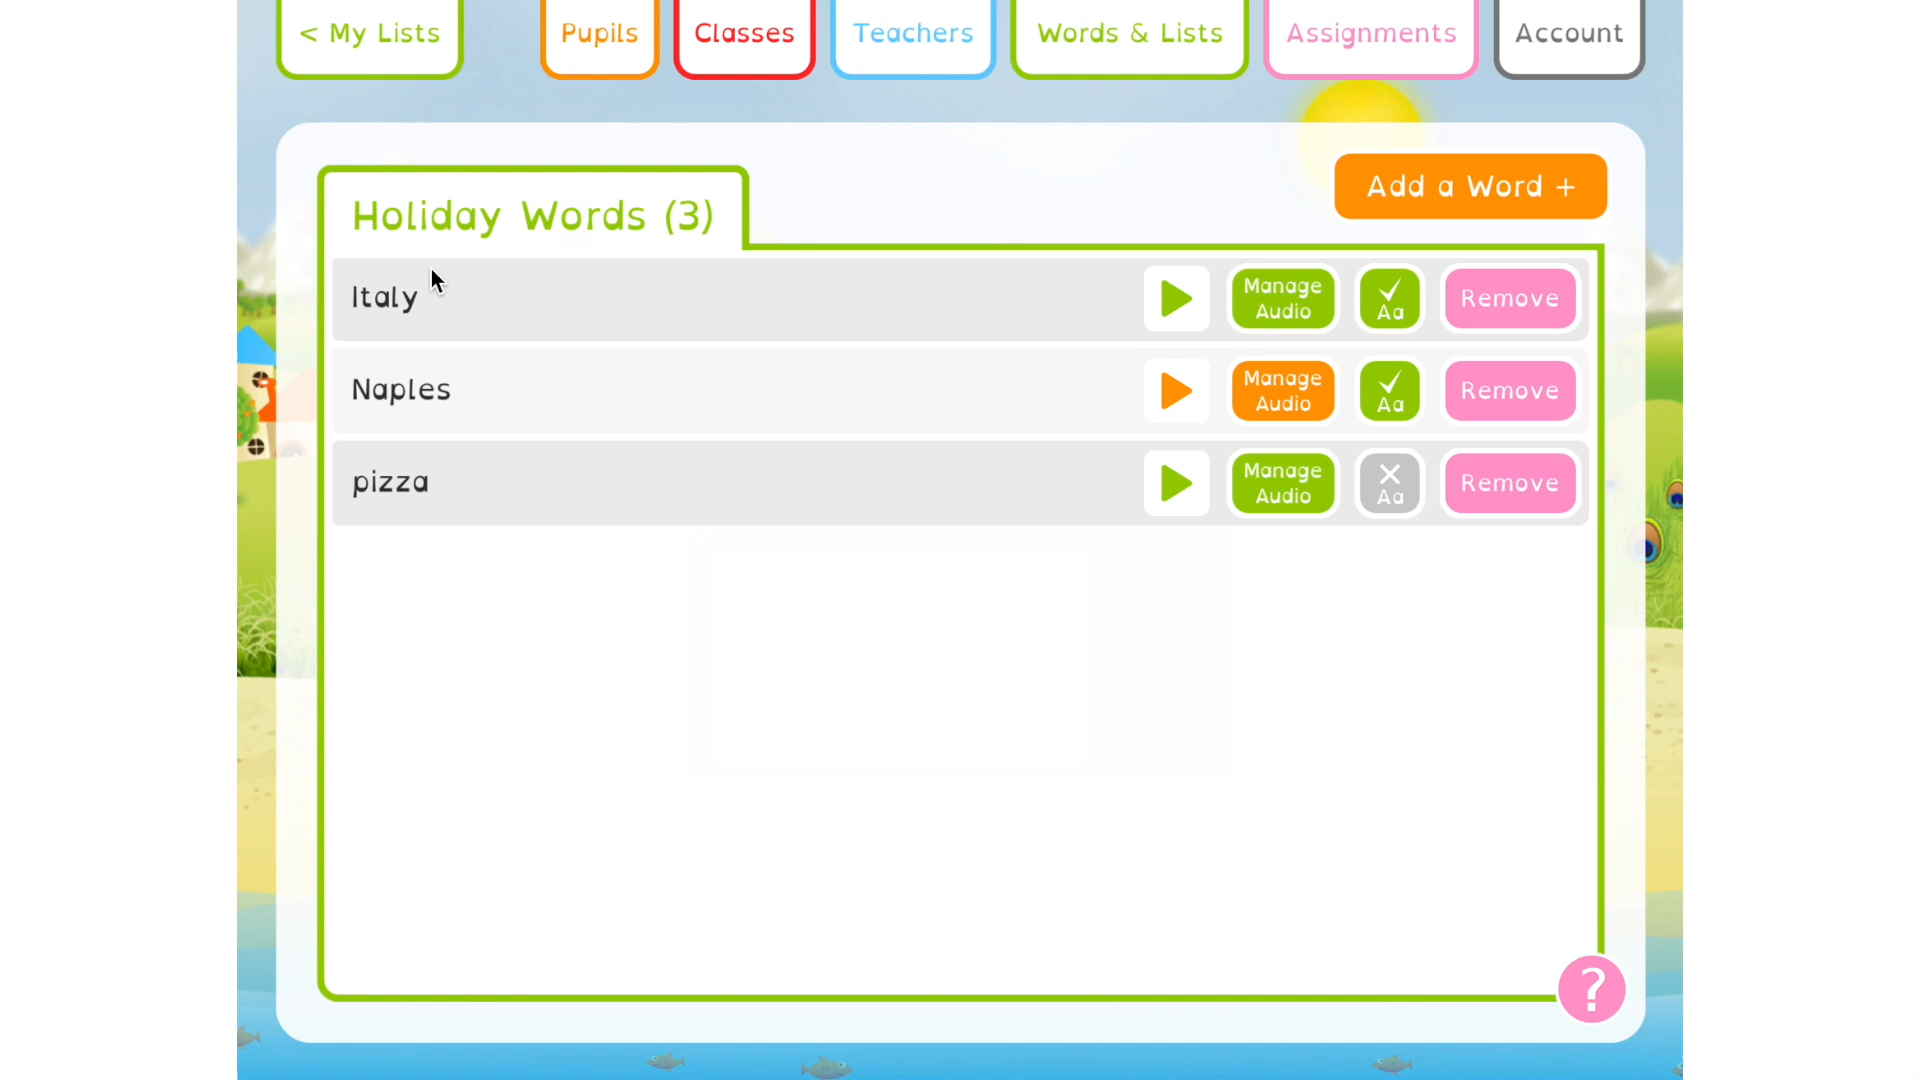 < My Lists Pupils Classes Teachers Words & Lists Assignments Account
Add a Word +
Holiday Words (3)
Italy Manage Audio Aa Remove
Naples Manage Audio Aa Remove
pizza Manage Audio Aa Remove
?